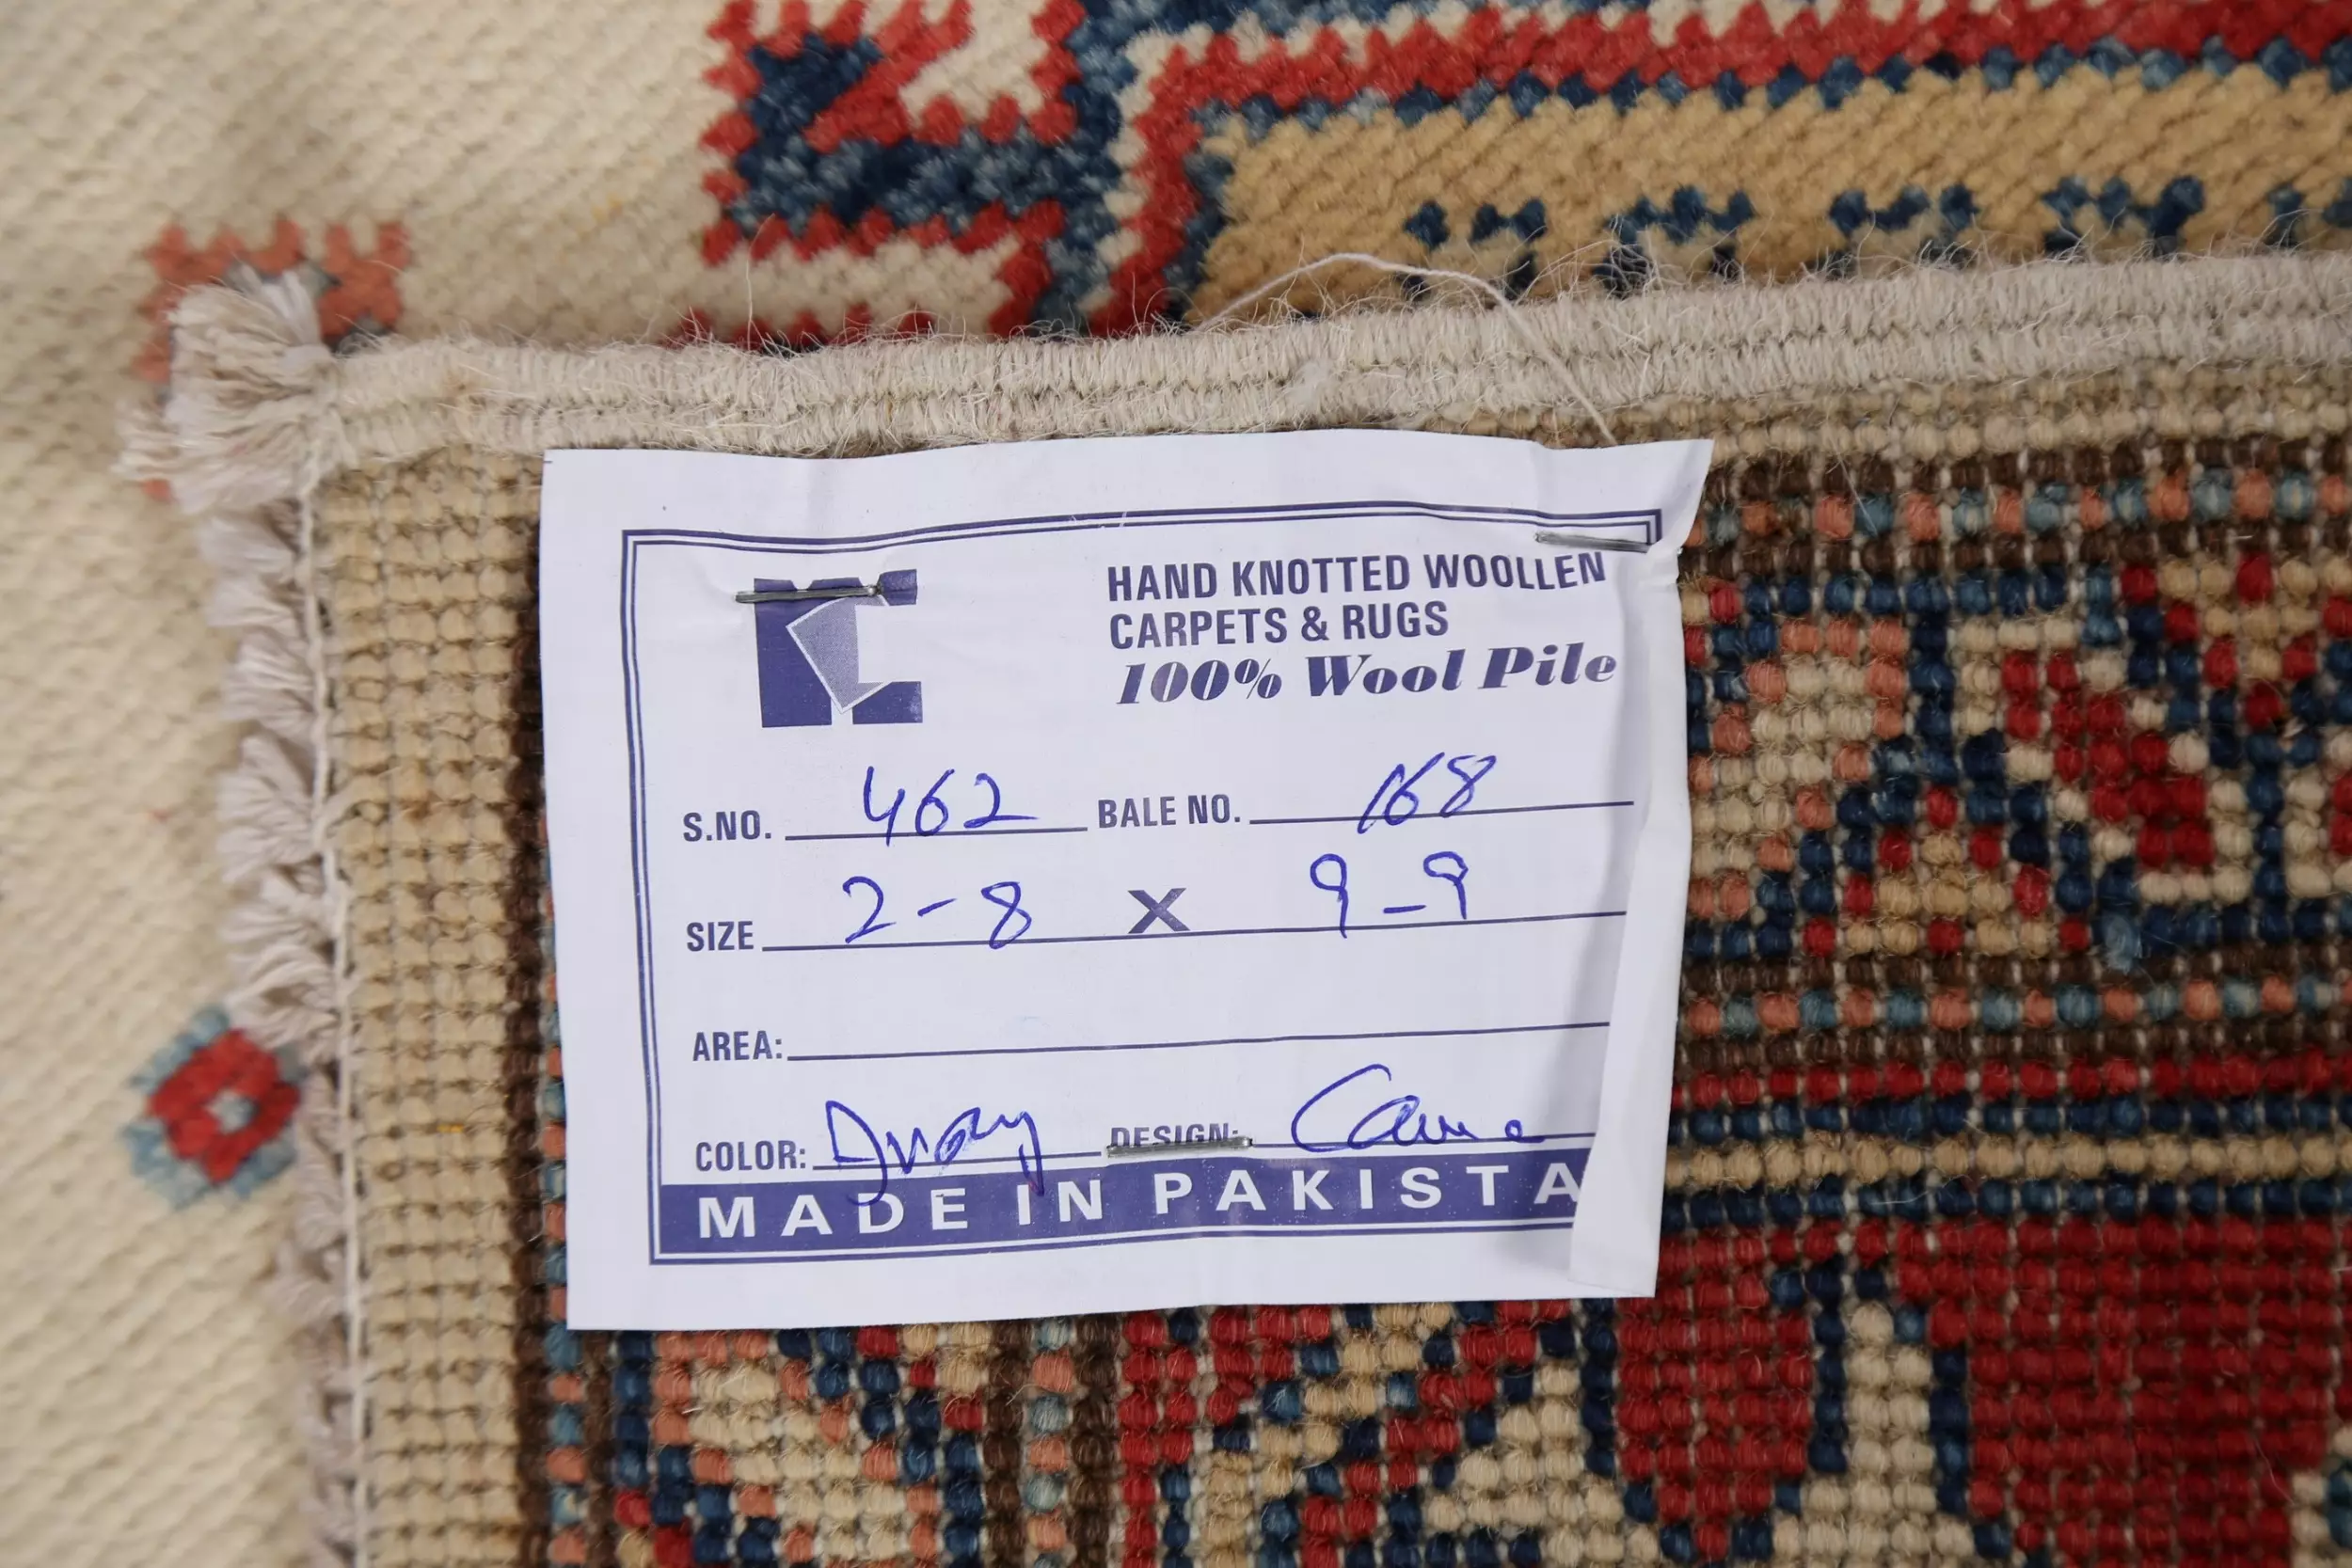 HAND KNOTTED WOOLLEN
CARPETS & RUGS
100% Wool Pile
S.NO. 462 BALE NO. 168
SIZE 2-8 X 9-9
AREA:
COLOR: DESIGN:
MADE IN PAKISTA